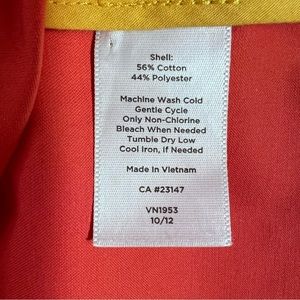 Shell:
56% Cotton
44% Polyester
Machine Wash Cold
Gentle Cycle
Only Non-Chlorine
Bleach When Needed
Tumble Dry Low
Cool Iron, if Needed
Made in Vietnam
CA #23147
VN1953
10/12